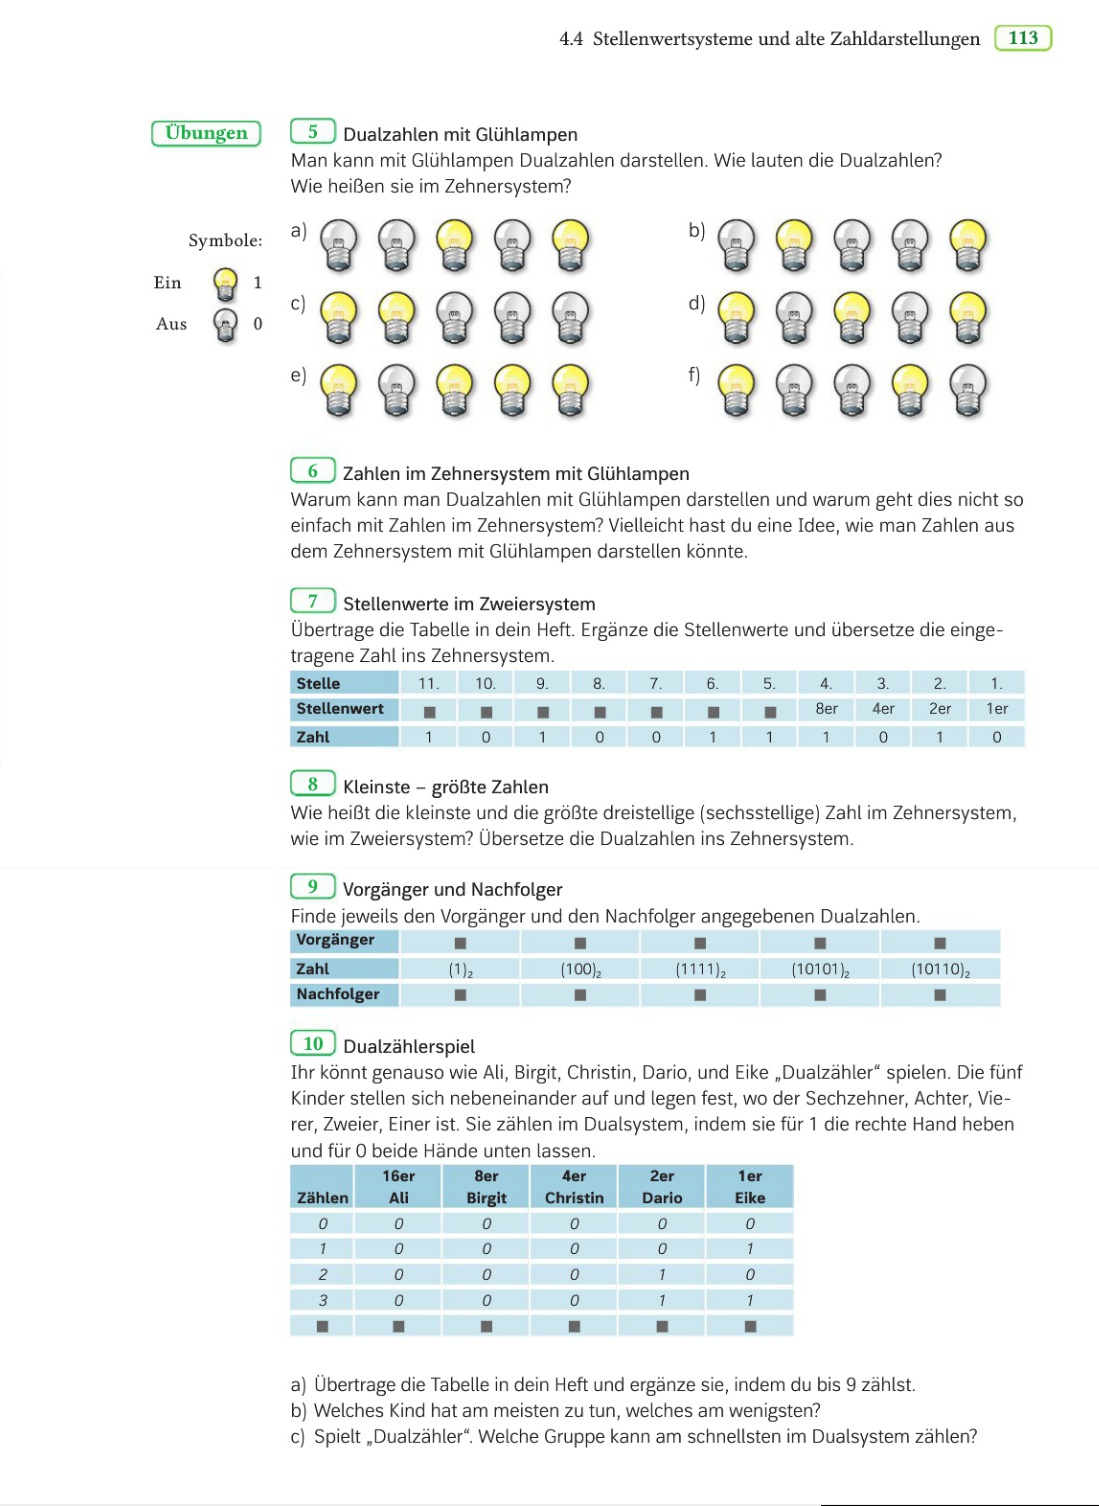 4.4 Stellenwertsysteme und alte Zahldarstellungen 113
Übungen
5 Dualzahlen mit Glühlampen
Man kann mit Glühlampen Dualzahlen darstellen. Wie lauten die Dualzahlen?
Wie heißen sie im Zehnersystem?
Symbole:
Ein 1
Aus 0
a)
b)
c)
d)
e)
f)
6 Zahlen im Zehnersystem mit Glühlampen
Warum kann man Dualzahlen mit Glühlampen darstellen und warum geht dies nicht so
einfach mit Zahlen im Zehnersystem? Vielleicht hast du eine Idee, wie man Zahlen aus
dem Zehnersystem mit Glühlampen darstellen könnte.
7 Stellenwerte im Zweiersystem
Übertrage die Tabelle in dein Heft. Ergänze die Stellenwerte und übersetze die einge-
tragene Zahl ins Zehnersystem.
Stelle 11. 10. 9. 8. 7. 6. 5. 4. 3. 2. 1.
Stellenwert ■ ■ ■ ■ ■ ■ ■ 8er 4er 2er 1er
Zahl 1 0 1 0 0 1 1 1 0 1 0
8 Kleinste – größte Zahlen
Wie heißt die kleinste und die größte dreistellige (sechsstellige) Zahl im Zehnersystem,
wie im Zweiersystem? Übersetze die Dualzahlen ins Zehnersystem.
9 Vorgänger und Nachfolger
Finde jeweils den Vorgänger und den Nachfolger angegebenen Dualzahlen.
Vorgänger ■ ■ ■ ■ ■
Zahl (1)₂ (100)₂ (1111)₂ (10101)₂ (10110)₂
Nachfolger ■ ■ ■ ■ ■
10 Dualzählerspiel
Ihr könnt genauso wie Ali, Birgit, Christin, Dario, und Eike „Dualzähler“ spielen. Die fünf
Kinder stellen sich nebeneinander auf und legen fest, wo der Sechzehner, Achter, Vie-
rer, Zweier, Einer ist. Sie zählen im Dualsystem, indem sie für 1 die rechte Hand heben
und für 0 beide Hände unten lassen.
16er 8er 4er 2er 1er
Zählen Ali Birgit Christin Dario Eike
0 0 0 0 0 0
1 0 0 0 0 1
2 0 0 0 1 0
3 0 0 0 1 1
■ ■ ■ ■ ■ ■
a) Übertrage die Tabelle in dein Heft und ergänze sie, indem du bis 9 zählst.
b) Welches Kind hat am meisten zu tun, welches am wenigsten?
c) Spielt „Dualzähler“. Welche Gruppe kann am schnellsten im Dualsystem zählen?